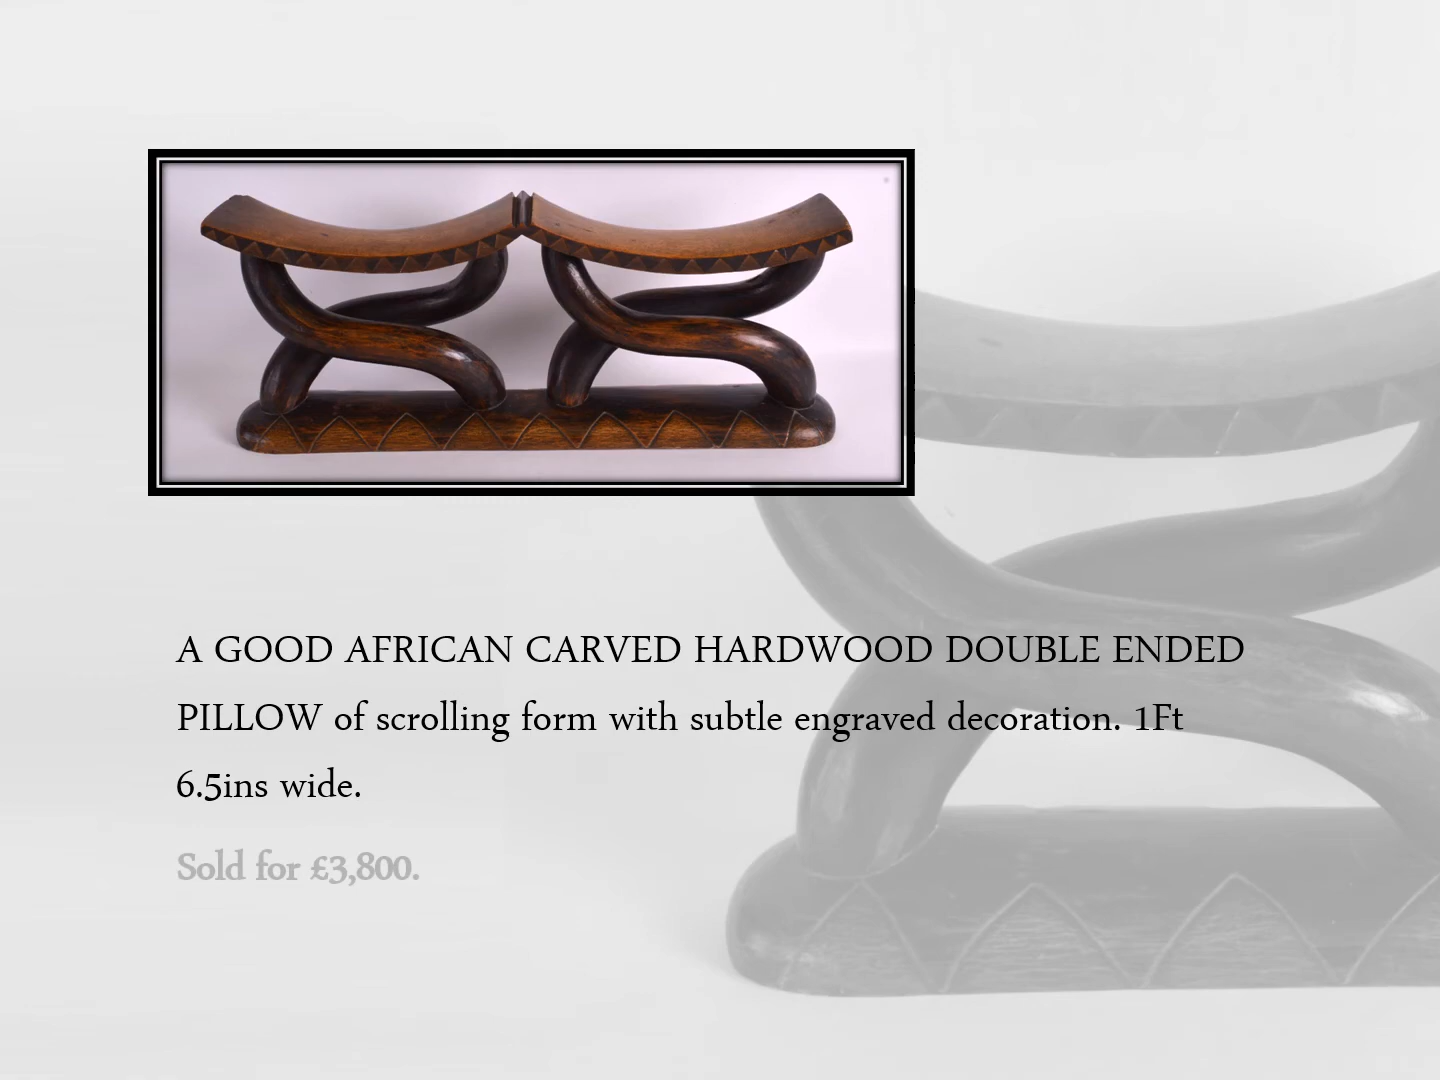 A GOOD AFRICAN CARVED HARDWOOD DOUBLE ENDED
PILLOW of scrolling form with subtle engraved decoration. 1Ft
6.5ins wide.
Sold for £3,800.